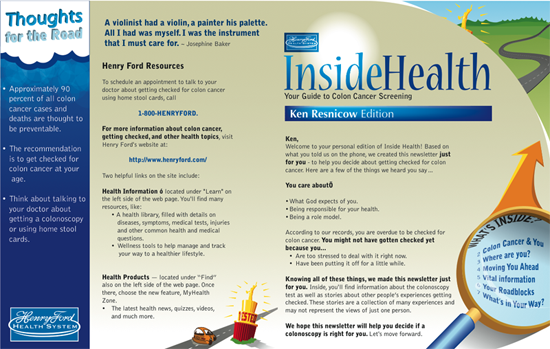 Thoughts
for the Road
• Approximately 90
percent of all colon
cancer cases and
deaths are thought to
be preventable.
• The recommendation
is to get checked for
colon cancer at your
age.
• Think about talking to
your doctor about
getting a colonoscopy
or using home stool
cards.
Henry Ford
HEALTH SYSTEM
A violinist had a violin, a painter his palette.
All I had was myself. I was the instrument
that I must care for. – Josephine Baker
Henry Ford Resources
To schedule an appointment to talk to your
doctor about getting checked for colon cancer
using home stool cards, call
1-800-HENRYFORD.
For more information about colon cancer,
getting checked, and other health topics, visit
Henry Ford's website at:
http://www.henryford.com/
Two helpful links on the site include:
Health Information ó located under "Learn" on
the left side of the web page. You'll find many
resources, like:
• A health library, filled with details on
diseases, symptoms, medical tests, injuries
and other common health and medical
questions.
• Wellness tools to help manage and track
your way to a healthier lifestyle.
Health Products — located under "Find"
also on the left side of the web page. Once
there, choose the new feature, MyHealth
Zone.
• The latest health news, quizzes, videos,
and much more.
TESTED
Henry Ford
InsideHealth
Your Guide to Colon Cancer Screening
Ken Resnicow Edition
Ken,
Welcome to your personal edition of Inside Health! Based on
what you told us on the phone, we created this newsletter just
for you - to help you decide about getting checked for colon
cancer. Here are a few of the things we heard you say...
You care aboutÖ
• What God expects of you.
• Being responsible for your health.
• Being a role model.
According to our records, you are overdue to be checked for
colon cancer. You might not have gotten checked yet
because you...
• Are too stressed to deal with it right now.
• Have been putting it off for a little while.
Knowing all of these things, we made this newsletter just
for you. Inside, you'll find information about the colonoscopy
test as well as stories about other people's experiences getting
checked. These stories are a collection of many experiences and
may not represent the views of just one person.
We hope this newsletter will help you decide if a
colonoscopy is right for you. Let's move forward.
WHAT'S INSIDE
Colon Cancer & You
Where are you?
Moving You Ahead
Vital Information
Your Roadblocks
What's in Your Way?